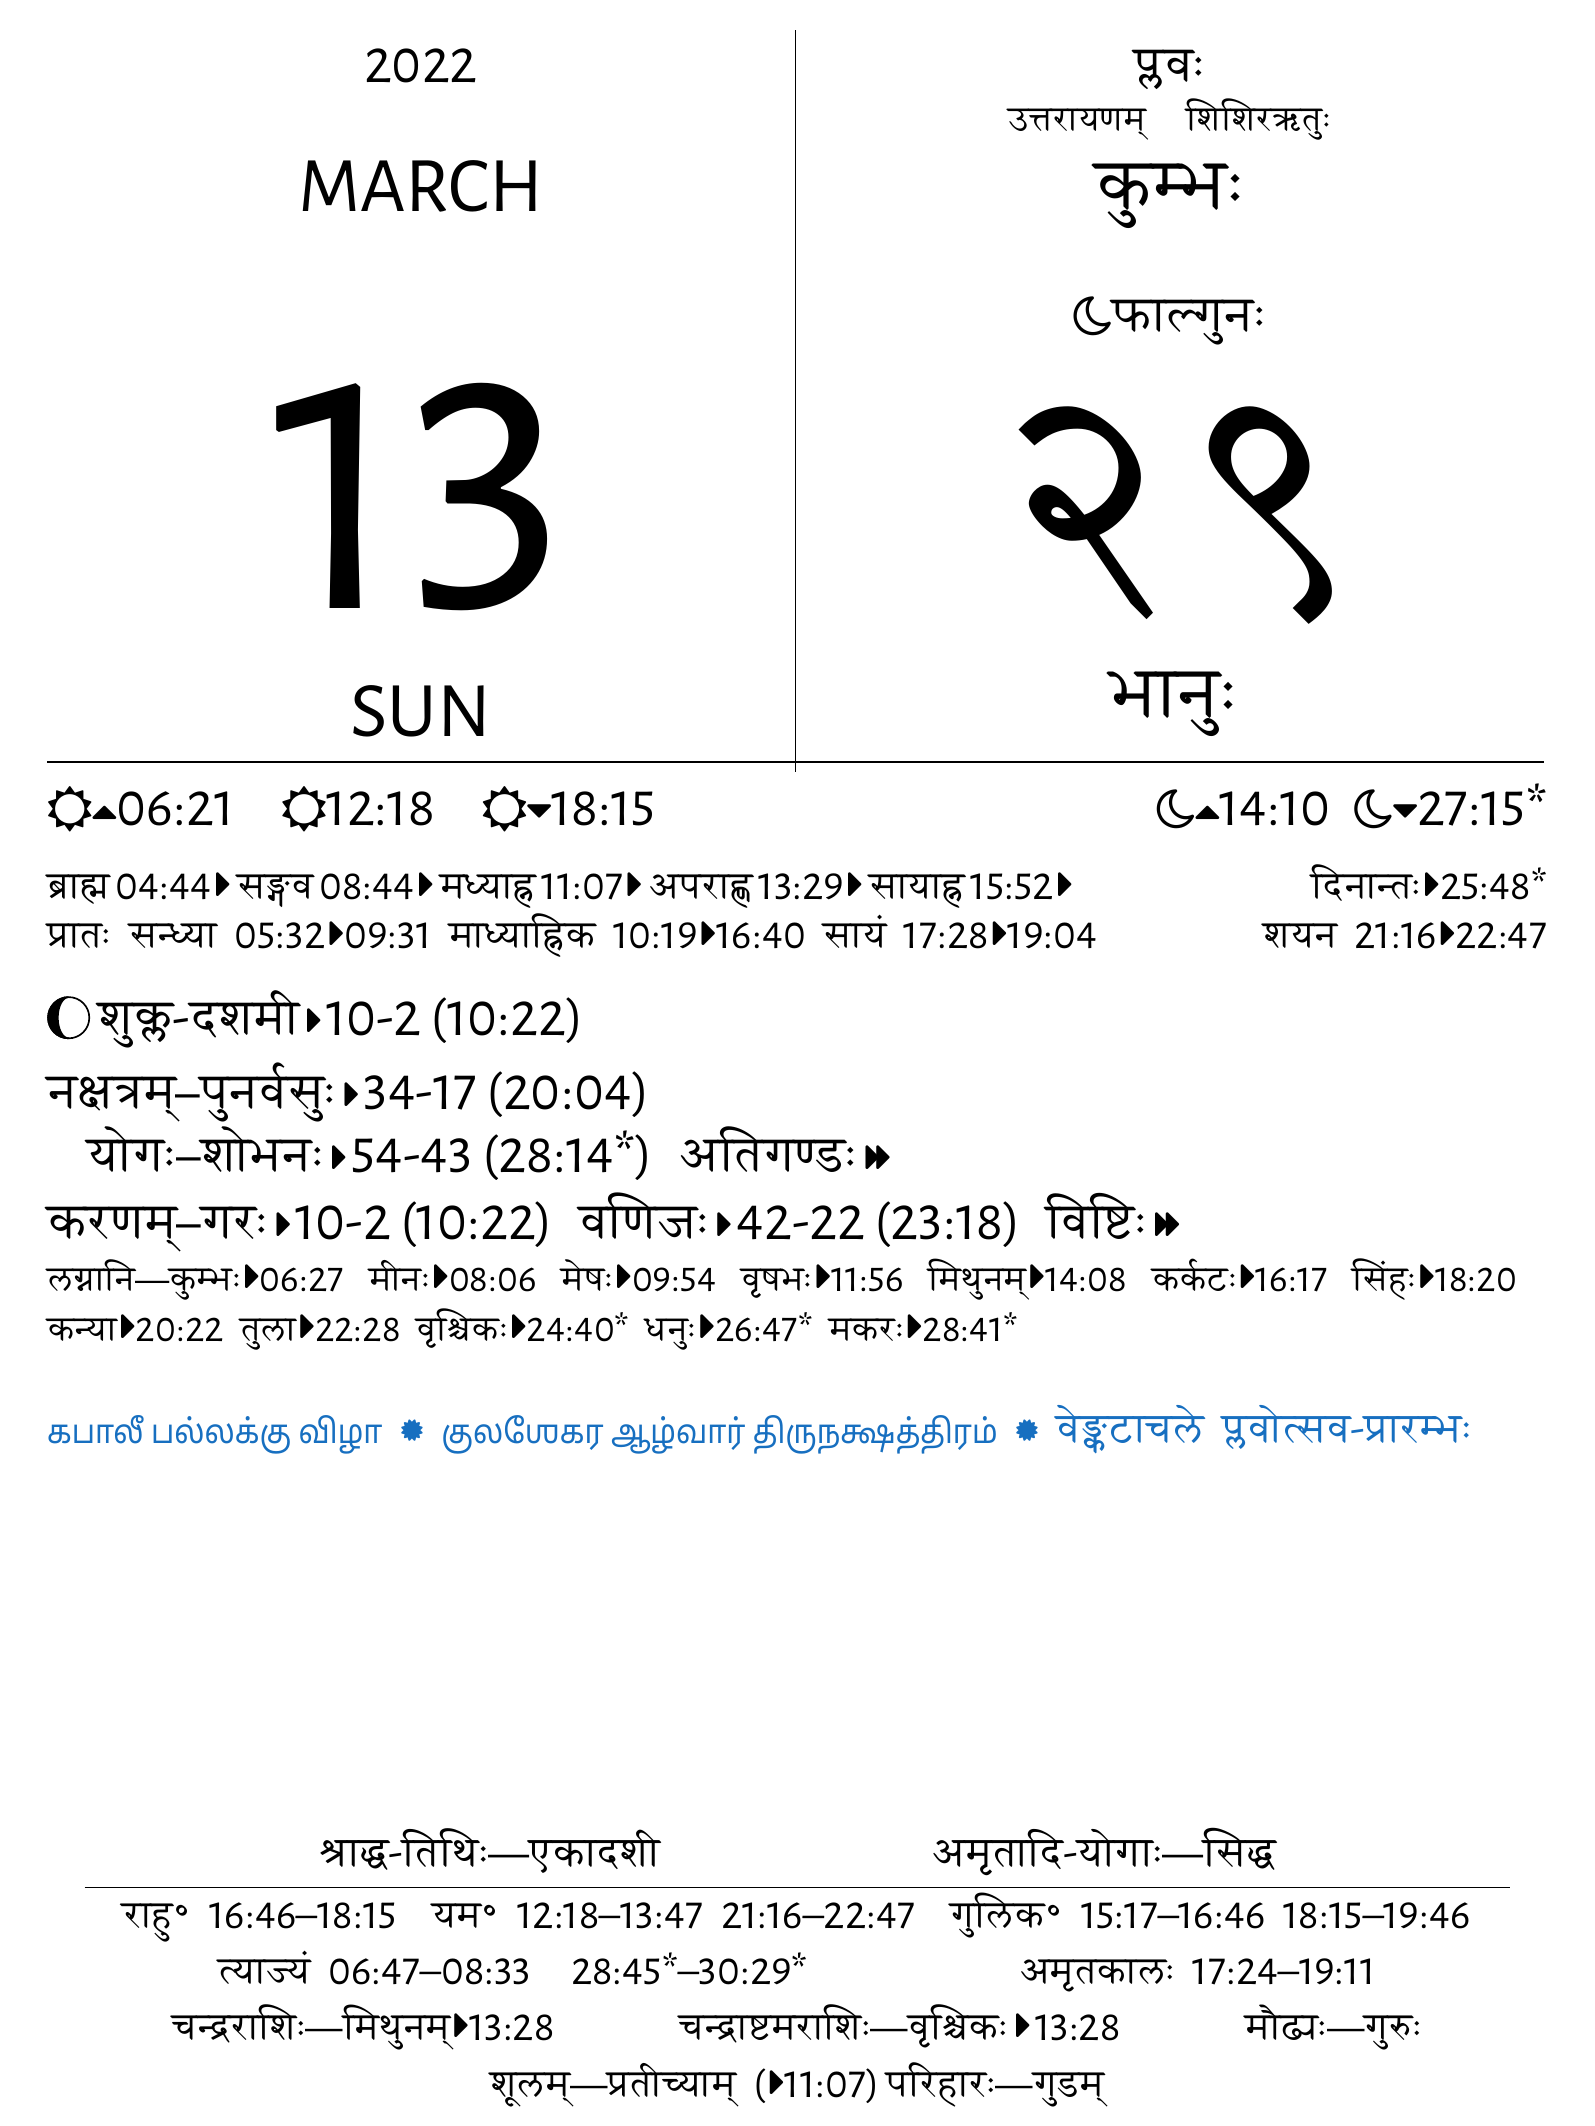 2022
MARCH
13
SUN
प्लवः
उत्तरायणम् शिशिरऋतुः
कुम्भः
फाल्गुनः
२९
भानुः
06:21 12:18 18:15 14:10 27:15*
ब्राह्म 04:44 सङ्गव 08:44 मध्याह्न 11:07 अपराह्ण 13:29 सायाह्न 15:52 दिनान्तः 25:48*
प्रातः सन्ध्या 05:32 09:31 माध्याह्निक 10:19 16:40 सायं 17:28 19:04 शयन 21:16 22:47
शुक्ल-दशमी 10-2 (10:22)
नक्षत्रम्–पुनर्वसुः 34-17 (20:04)
योगः–शोभनः 54-43 (28:14*) अतिगण्डः
करणम्–गरः 10-2 (10:22) वणिजः 42-22 (23:18) विष्टिः
लग्नानि—कुम्भः 06:27 मीनः 08:06 मेषः 09:54 वृषभः 11:56 मिथुनम् 14:08 कर्कटः 16:17 सिंहः 18:20
कन्या 20:22 तुला 22:28 वृश्चिकः 24:40* धनुः 26:47* मकरः 28:41*
கபாலீ பல்லக்கு விழா ✹ குலஶேகர ஆழ்வார் திருநக்ஷத்திரம் ✹ वेङ्कटाचले प्लवोत्सव-प्रारम्भः
श्राद्ध-तिथिः—एकादशी अमृतादि-योगाः—सिद्ध
राहु॰ 16:46–18:15 यम॰ 12:18–13:47 21:16–22:47 गुलिक॰ 15:17–16:46 18:15–19:46
त्याज्यं 06:47–08:33 28:45*–30:29* अमृतकालः 17:24–19:11
चन्द्रराशिः—मिथुनम् 13:28 चन्द्राष्टमराशिः—वृश्चिकः 13:28 मौढ्यः—गुरुः
शूलम्—प्रतीच्याम् (11:07) परिहारः—गुडम्